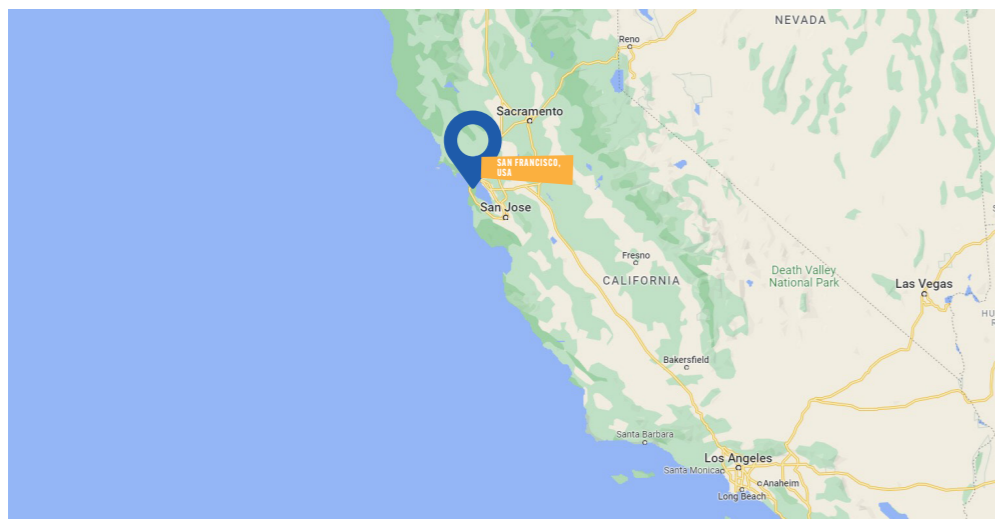 NEVADA
Reno
Sacramento
SAN FRANCISCO,
USA
San Jose
Fresno
CALIFORNIA
Death Valley
National Park
Las Vegas
HU
Bakersfield
Santa Barbara
Los Angeles
Santa Monica
Anaheim
Long Beach